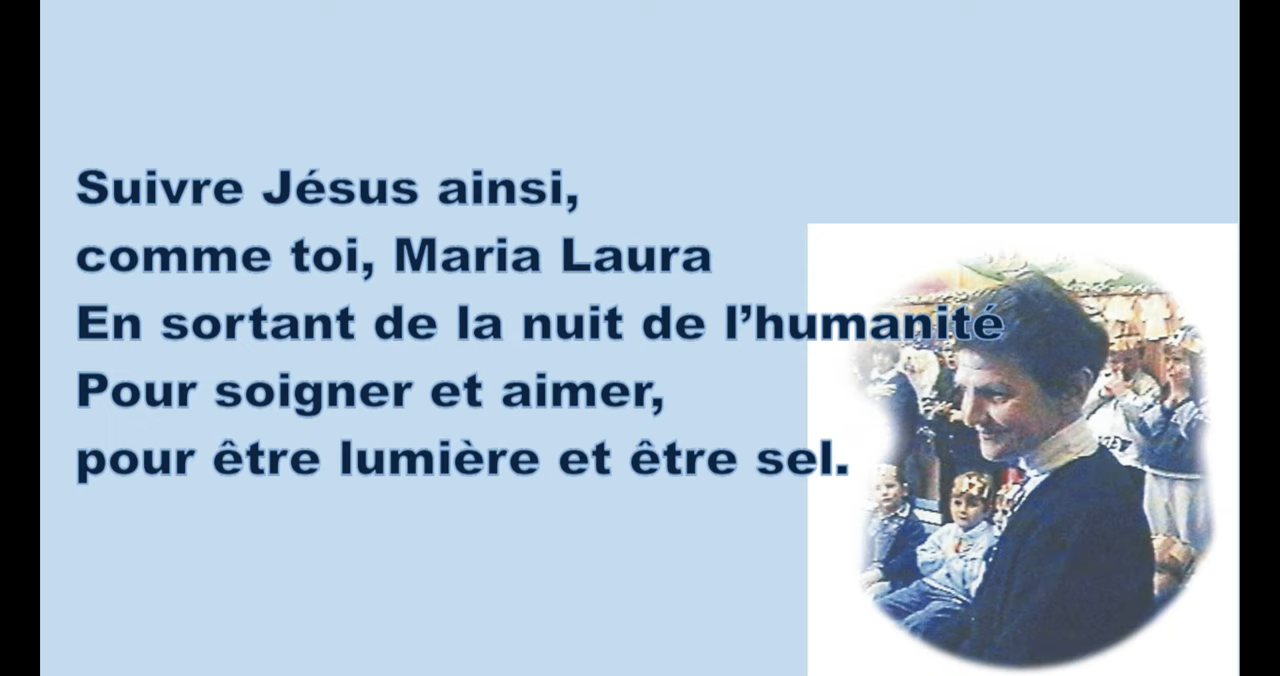 Suivre Jésus ainsi,
comme toi, Maria Laura
En sortant de la nuit de l’humanité
Pour soigner et aimer,
pour être lumière et être sel.